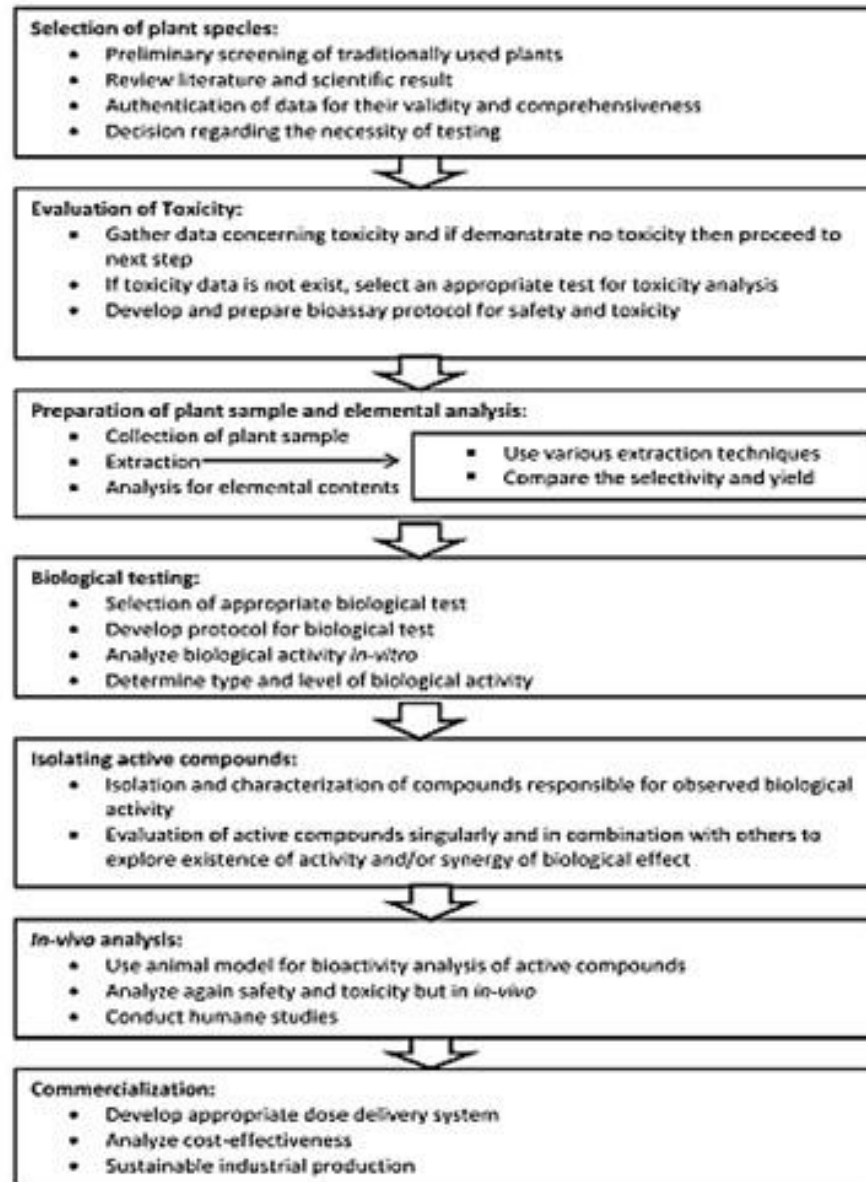 Selection of plant species:
• Preliminary screening of traditionally used plants
• Review literature and scientific result
• Authentication of data for their validity and comprehensiveness
• Decision regarding the necessity of testing
Evaluation of Toxicity:
• Gather data concerning toxicity and if demonstrate no toxicity then proceed to
next step
• If toxicity data is not exist, select an appropriate test for toxicity analysis
• Develop and prepare bioassay protocol for safety and toxicity
Preparation of plant sample and elemental analysis:
• Collection of plant sample
• Extraction
• Analysis for elemental contents
▪ Use various extraction techniques
▪ Compare the selectivity and yield
Biological testing:
• Selection of appropriate biological test
• Develop protocol for biological test
• Analyze biological activity in-vitro
• Determine type and level of biological activity
Isolating active compounds:
• Isolation and characterization of compounds responsible for observed biological
activity
• Evaluation of active compounds singularly and in combination with others to
explore existence of activity and/or synergy of biological effect
In-vivo analysis:
• Use animal model for bioactivity analysis of active compounds
• Analyze again safety and toxicity but in in-vivo
• Conduct humane studies
Commercialization:
• Develop appropriate dose delivery system
• Analyze cost-effectiveness
• Sustainable industrial production